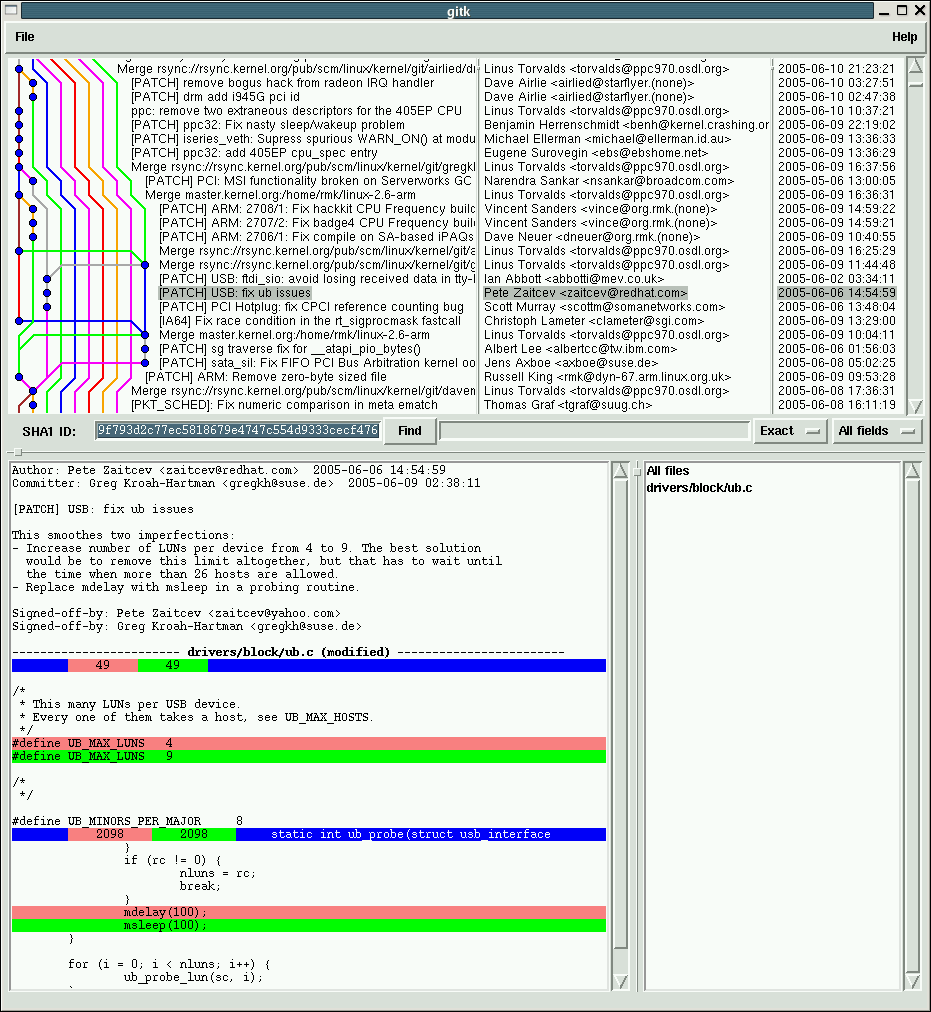 gitk
File Help
Merge rsync://rsync.kernel.org/pub/scm/linux/kernel/git/airlied/dr Linus Torvalds <torvalds@ppc970.osdl.org> 2005-06-10 21:23:21
[PATCH] remove bogus hack from radeon IRQ handler Dave Airlie <airlied@starflyer.(none)> 2005-06-10 03:27:51
[PATCH] drm add i945G pci id Dave Airlie <airlied@starflyer.(none)> 2005-06-10 02:47:38
ppc: remove two extraneous descriptors for the 405EP CPU Linus Torvalds <torvalds@ppc970.osdl.org> 2005-06-10 10:37:21
[PATCH] ppc32: Fix nasty sleep/wakeup problem Benjamin Herrenschmidt <benh@kernel.crashing.or 2005-06-09 22:19:02
[PATCH] iseries_veth: Supress spurious WARN_ON() at modu Michael Ellerman <michael@ellerman.id.au> 2005-06-09 13:36:33
[PATCH] ppc32: add 405EP cpu_spec entry Eugene Surovegin <ebs@ebshome.net> 2005-06-09 13:36:29
Merge rsync://rsync.kernel.org/pub/scm/linux/kernel/git/gregkl Linus Torvalds <torvalds@ppc970.osdl.org> 2005-06-09 16:37:56
[PATCH] PCI: MSI functionality broken on Serverworks GC Narendra Sankar <nsankar@broadcom.com> 2005-06-05 13:00:05
Merge master.kernel.org:/home/rmk/linux-2.6-arm Linus Torvalds <torvalds@ppc970.osdl.org> 2005-06-09 16:36:31
[PATCH] ARM: 2708/1: Fix hackkit CPU Frequency build Vincent Sanders <vince@org.rmk.(none)> 2005-06-09 14:59:22
[PATCH] ARM: 2707/2: Fix badge4 CPU Frequency buil Vincent Sanders <vince@org.rmk.(none)> 2005-06-09 14:59:21
[PATCH] ARM: 2706/1: Fix compile on SA-based iPAQs Dave Neuer <dneuer@org.rmk.(none)> 2005-06-09 10:40:55
Merge rsync://rsync.kernel.org/pub/scm/linux/kernel/git/a Linus Torvalds <torvalds@ppc970.osdl.org> 2005-06-09 16:25:29
Merge rsync://rsync.kernel.org/pub/scm/linux/kernel/git/g Linus Torvalds <torvalds@ppc970.osdl.org> 2005-06-09 11:44:48
[PATCH] USB: ftdi_sio: avoid losing received data in tty-l Ian Abbott <abbotti@mev.co.uk> 2005-06-02 03:34:11
[PATCH] USB: fix ub issues Pete Zaitcev <zaitcev@redhat.com> 2005-06-06 14:54:59
[PATCH] PCI Hotplug: fix CPCI reference counting bug Scott Murray <scottm@somanetworks.com> 2005-06-06 13:48:04
[IA64] Fix race condition in the rt_sigprocmask fastcall Christoph Lameter <clameter@sgi.com> 2005-06-09 13:29:00
Merge master.kernel.org:/home/rmk/linux-2.6-arm Linus Torvalds <torvalds@ppc970.osdl.org> 2005-06-09 10:04:11
[PATCH] sg traverse fix for __atapi_pio_bytes() Albert Lee <albertcc@tw.ibm.com> 2005-06-06 01:56:03
[PATCH] sata_sil: Fix FIFO PCI Bus Arbitration kernel oo Jens Axboe <axboe@suse.de> 2005-06-08 05:02:25
[PATCH] ARM: Remove zero-byte sized file Russell King <rmk@dyn-67.arm.linux.org.uk> 2005-06-09 09:53:28
Merge rsync://rsync.kernel.org/pub/scm/linux/kernel/git/daven Linus Torvalds <torvalds@ppc970.osdl.org> 2005-06-08 17:36:31
[PKT_SCHED]: Fix numeric comparison in meta ematch Thomas Graf <tgraf@suug.ch> 2005-06-08 16:11:19
SHA1 ID: 9f793d2c77ec5818679e4747c554d9333cecf476 Find Exact All fields
Author: Pete Zaitcev <zaitcev@redhat.com>  2005-06-06 14:54:59
Committer: Greg Kroah-Hartman <gregkh@suse.de>  2005-06-09 02:38:11
[PATCH] USB: fix ub issues
This smoothes two imperfections:
- Increase number of LUNs per device from 4 to 9. The best solution
would be to remove this limit altogether, but that has to wait until
the time when more than 26 hosts are allowed.
- Replace mdelay with msleep in a probing routine.
Signed-off-by: Pete Zaitcev <zaitcev@yahoo.com>
Signed-off-by: Greg Kroah-Hartman <gregkh@suse.de>
------------------------ drivers/block/ub.c (modified) ------------------------
49 49
/*
* This many LUNs per USB device.
* Every one of them takes a host, see UB_MAX_HOSTS.
*/
#define UB_MAX_LUNS   4
#define UB_MAX_LUNS   9
/*
*/
#define UB_MINORS_PER_MAJOR     8
2098 2098 static int ub_probe(struct usb_interface
}
if (rc != 0) {
nluns = rc;
break;
}
mdelay(100);
msleep(100);
}
for (i = 0; i < nluns; i++) {
ub_probe_lun(sc, i);
All files
drivers/block/ub.c